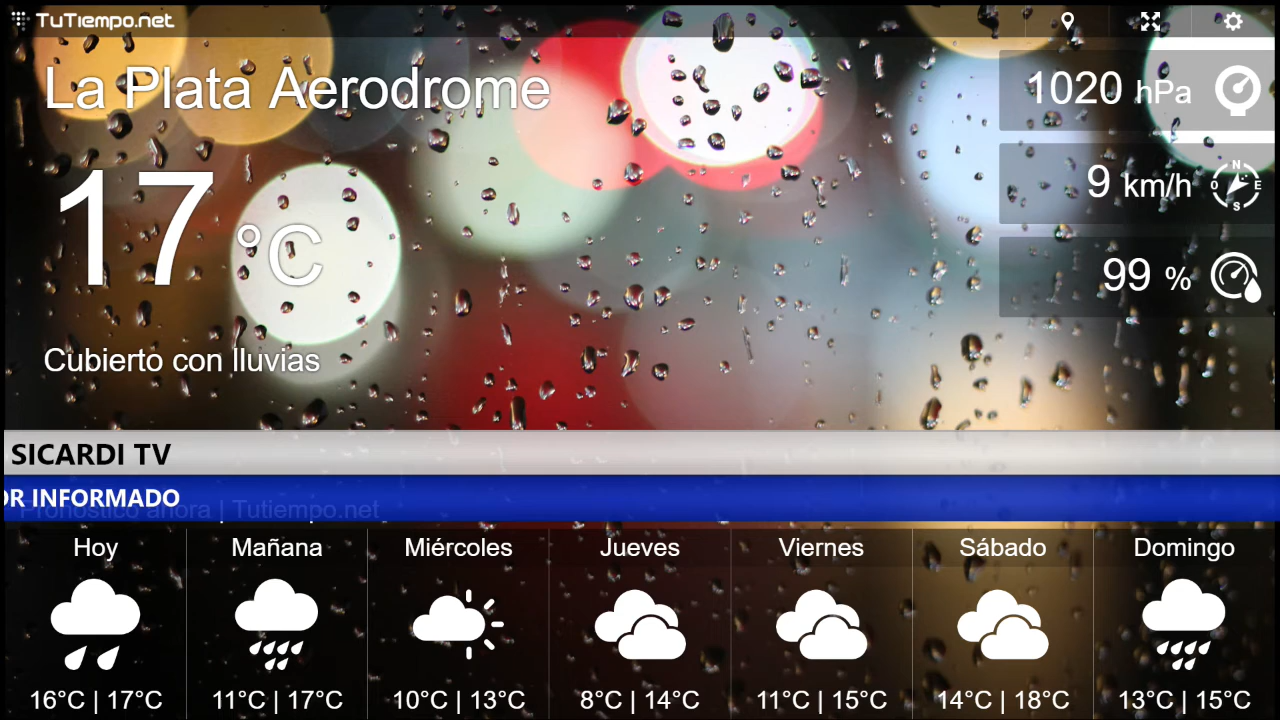 TuTiempo.net
La Plata Aerodrome
1020 hPa
17 °C
9 km/h
N
O E
S
99 %
Cubierto con lluvias
SICARDI TV
OR INFORMADO
Pronóstico ahora | Tutiempo.net
Hoy Mañana Miércoles Jueves Viernes Sábado Domingo
16°C | 17°C 11°C | 17°C 10°C | 13°C 8°C | 14°C 11°C | 15°C 14°C | 18°C 13°C | 15°C